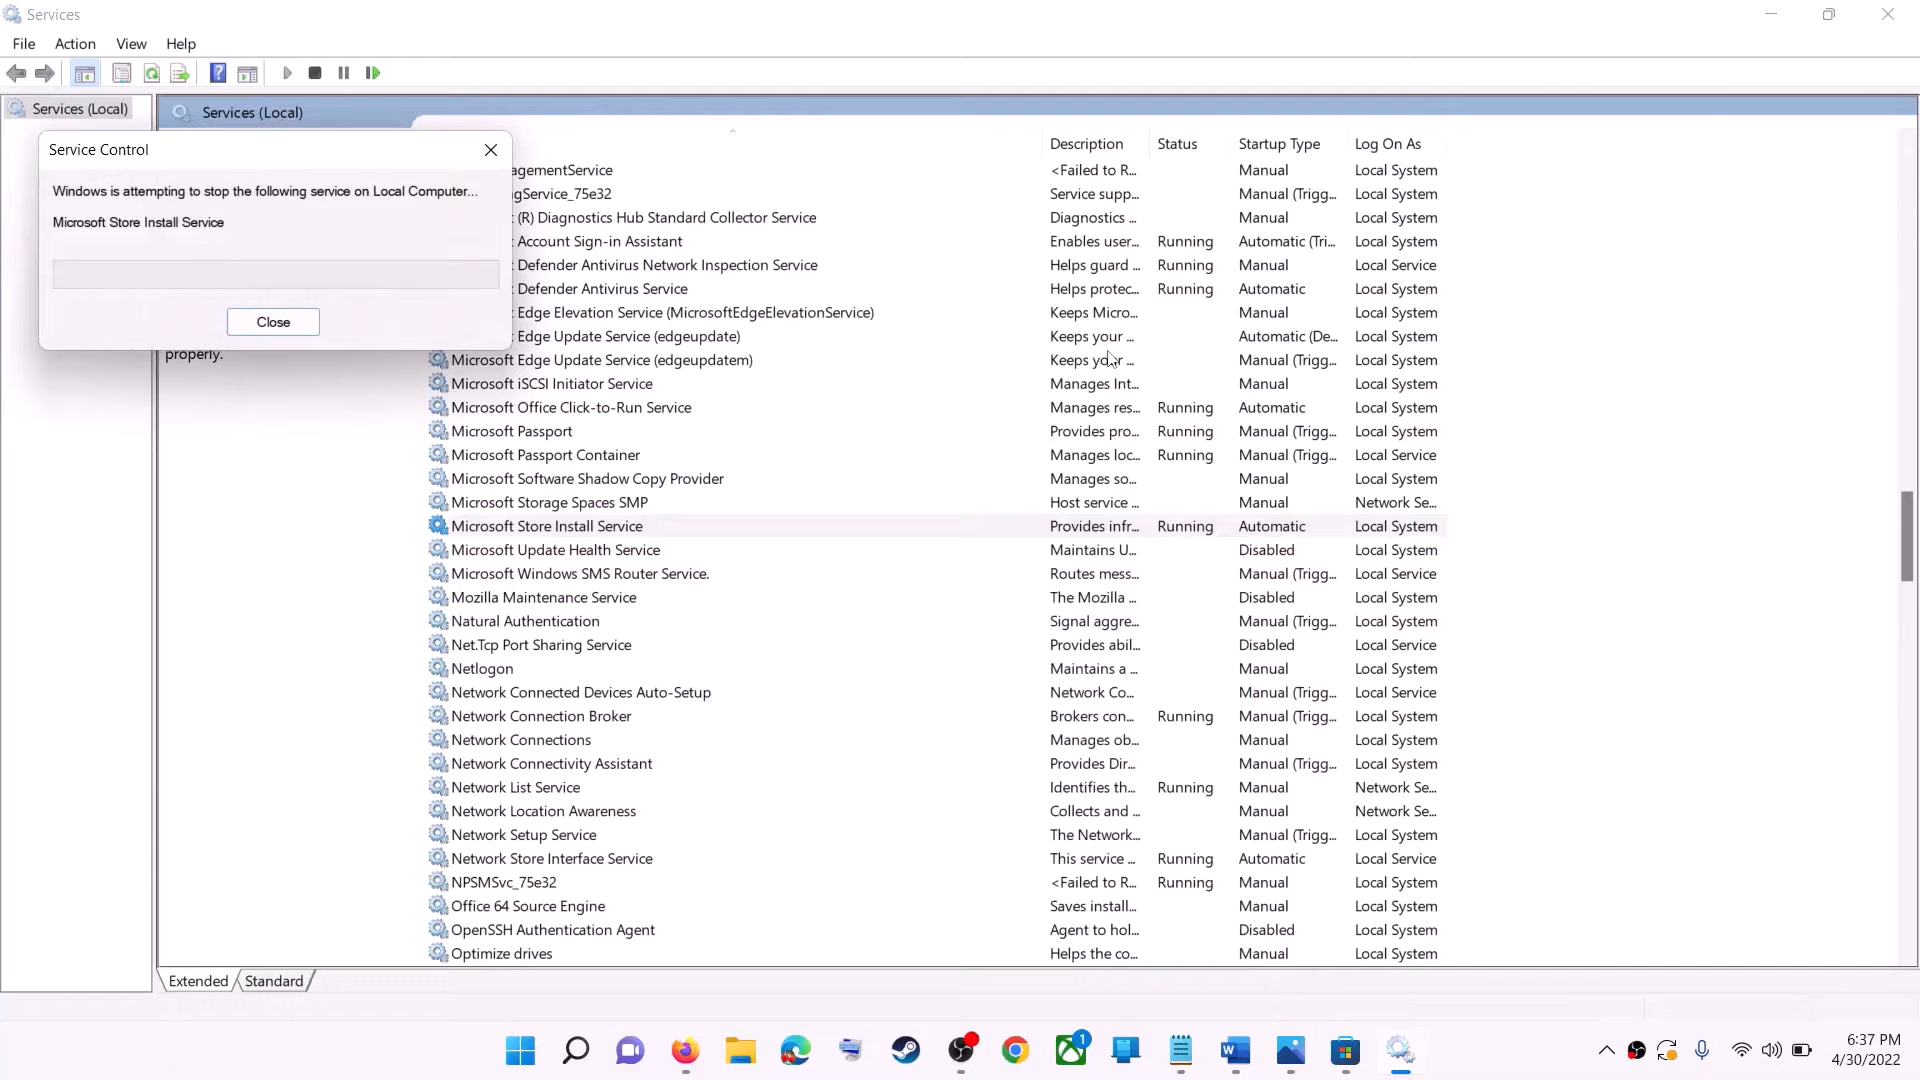 Services
File Action View Help
Services (Local)
Services (Local)
Service Control
Windows is attempting to stop the following service on Local Computer...
Microsoft Store Install Service
Close
properly.
Description Status Startup Type Log On As
agementService <Failed to R... Manual Local System
gService_75e32 Service supp... Manual (Trigg... Local System
(R) Diagnostics Hub Standard Collector Service Diagnostics ... Manual Local System
Account Sign-in Assistant Enables user... Running Automatic (Tri... Local System
Defender Antivirus Network Inspection Service Helps guard ... Running Manual Local Service
Defender Antivirus Service Helps protec... Running Automatic Local System
Edge Elevation Service (MicrosoftEdgeElevationService) Keeps Micro... Manual Local System
Edge Update Service (edgeupdate) Keeps your ... Automatic (De... Local System
Microsoft Edge Update Service (edgeupdatem) Keeps your ... Manual (Trigg... Local System
Microsoft iSCSI Initiator Service Manages Int... Manual Local System
Microsoft Office Click-to-Run Service Manages res... Running Automatic Local System
Microsoft Passport Provides pro... Running Manual (Trigg... Local System
Microsoft Passport Container Manages loc... Running Manual (Trigg... Local Service
Microsoft Software Shadow Copy Provider Manages so... Manual Local System
Microsoft Storage Spaces SMP Host service ... Manual Network Se...
Microsoft Store Install Service Provides infr... Running Automatic Local System
Microsoft Update Health Service Maintains U... Disabled Local System
Microsoft Windows SMS Router Service. Routes mess... Manual (Trigg... Local Service
Mozilla Maintenance Service The Mozilla ... Disabled Local System
Natural Authentication Signal aggre... Manual (Trigg... Local System
Net.Tcp Port Sharing Service Provides abil... Disabled Local Service
Netlogon Maintains a ... Manual Local System
Network Connected Devices Auto-Setup Network Co... Manual (Trigg... Local Service
Network Connection Broker Brokers con... Running Manual (Trigg... Local System
Network Connections Manages ob... Manual Local System
Network Connectivity Assistant Provides Dir... Manual (Trigg... Local System
Network List Service Identifies th... Running Manual Network Se...
Network Location Awareness Collects and ... Manual Network Se...
Network Setup Service The Network... Manual (Trigg... Local System
Network Store Interface Service This service ... Running Automatic Local Service
NPSMSvc_75e32 <Failed to R... Running Manual Local System
Office 64 Source Engine Saves install... Manual Local System
OpenSSH Authentication Agent Agent to hol... Disabled Local System
Optimize drives Helps the co... Manual Local System
Extended Standard
1
6:37 PM
4/30/2022